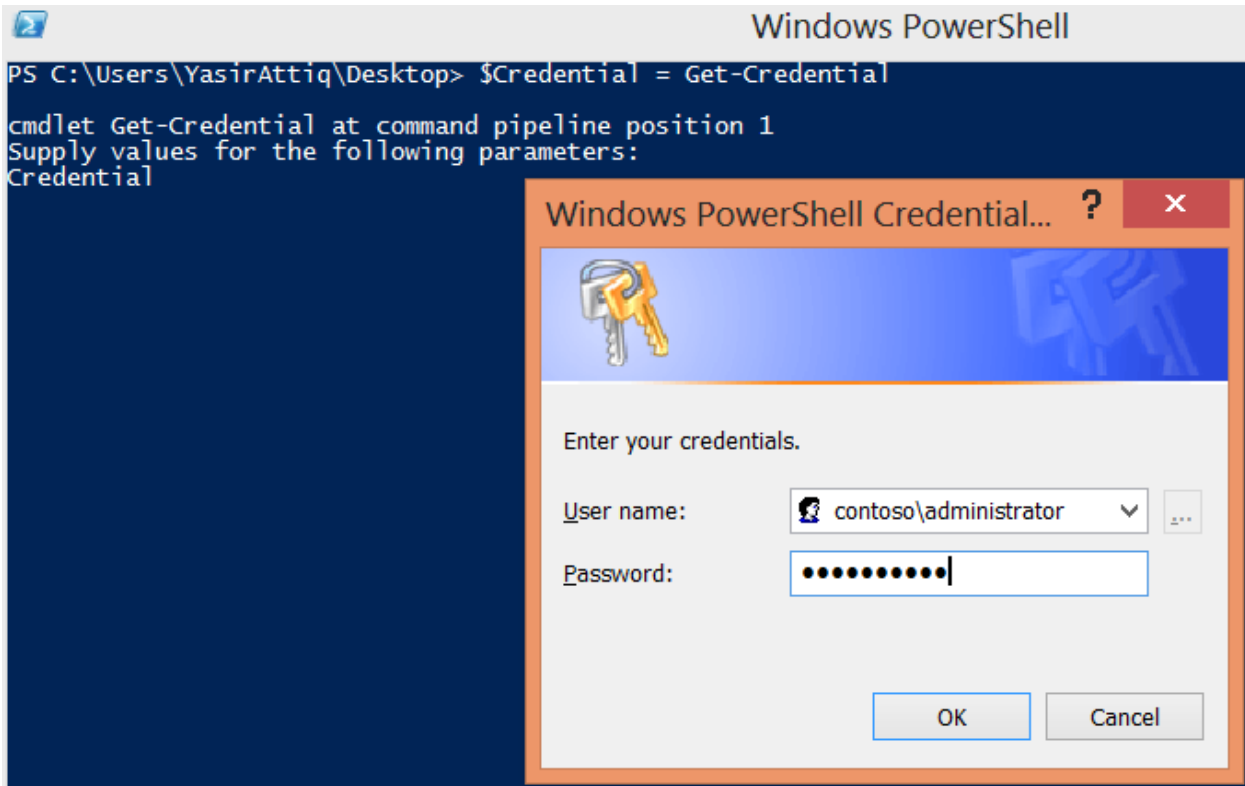 Windows PowerShell
PS C:\Users\YasirAttiq\Desktop> $Credential = Get-Credential
cmdlet Get-Credential at command pipeline position 1
Supply values for the following parameters:
Credential
Windows PowerShell Credential... ? x
Enter your credentials.
User name: contoso\administrator ...
Password: ••••••••••
OK Cancel